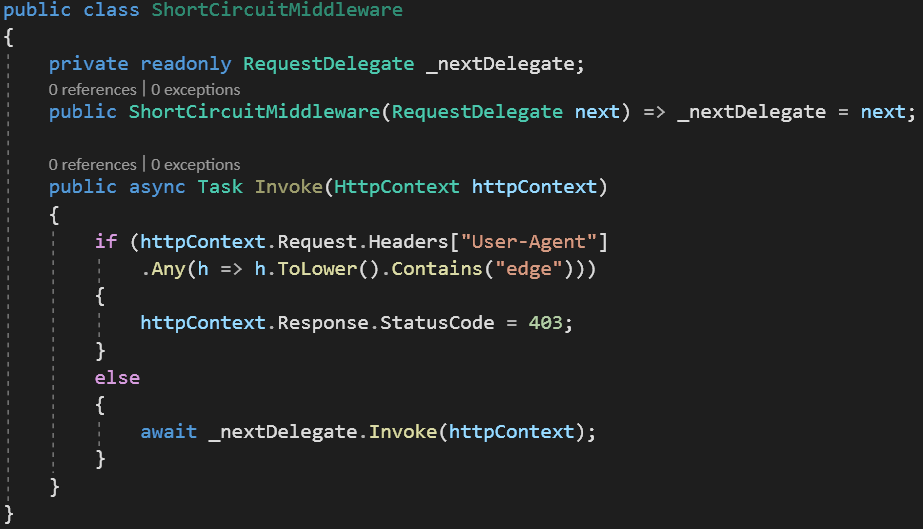 public class ShortCircuitMiddleware
{
private readonly RequestDelegate _nextDelegate;
0 references | 0 exceptions
public ShortCircuitMiddleware(RequestDelegate next) => _nextDelegate = next;
0 references | 0 exceptions
public async Task Invoke(HttpContext httpContext)
{
if (httpContext.Request.Headers["User-Agent"]
.Any(h => h.ToLower().Contains("edge")))
{
httpContext.Response.StatusCode = 403;
}
else
{
await _nextDelegate.Invoke(httpContext);
}
}
}